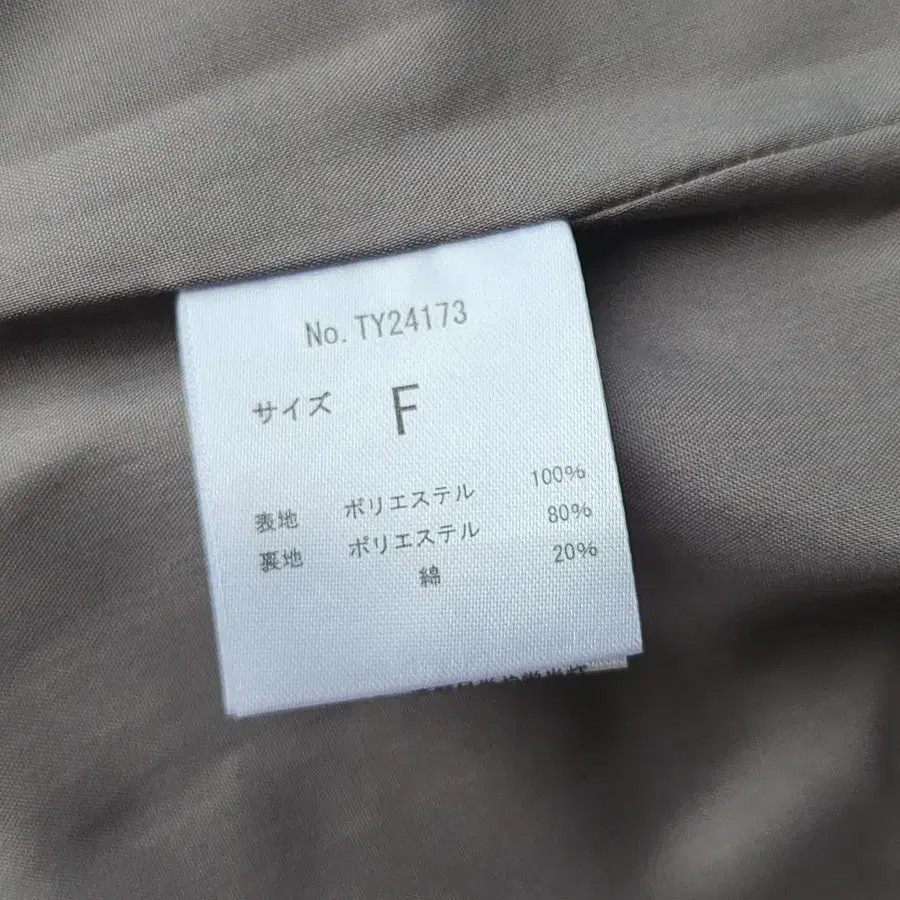 No. TY24173
サイズ F
表地 ポリエステル 100%
裏地 ポリエステル 80%
綿 20%